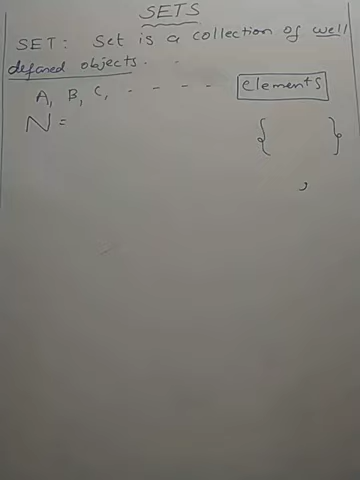 SETS
SET: Set is a collection of well
defined objects.
A, B, C, - - - - elements
N = { }
,